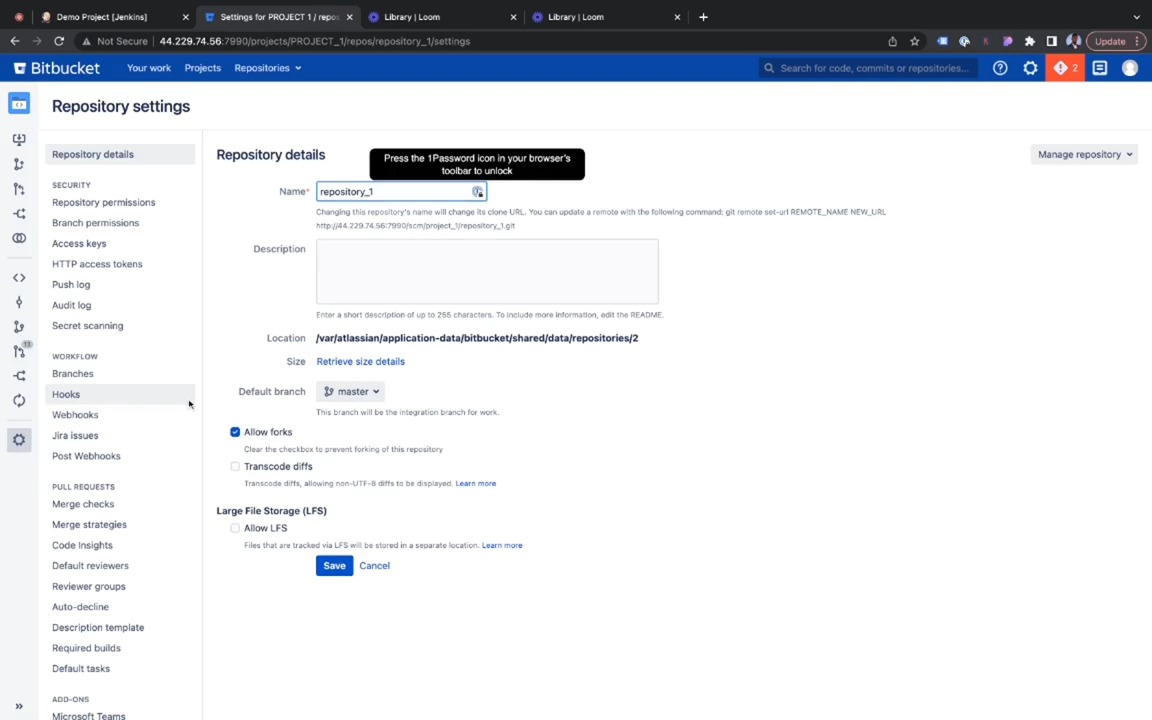 Demo Project [Jenkins]
Settings for PROJECT 1 / repos
Library | Loom
Library | Loom
Not Secure
44.229.74.56:7990/projects/PROJECT_1/repos/repository_1/settings
Update
Bitbucket
Your work
Projects
Repositories
Search for code, commits or repositories...
2
Repository settings
Repository details
SECURITY
Repository permissions
Branch permissions
Access keys
HTTP access tokens
Push log
Audit log
Secret scanning
WORKFLOW
Branches
Hooks
Webhooks
Jira issues
Post Webhooks
PULL REQUESTS
Merge checks
Merge strategies
Code Insights
Default reviewers
Reviewer groups
Auto-decline
Description template
Required builds
Default tasks
ADD-ONS
Microsoft Teams
13
Repository details
Press the 1Password icon in your browser's
toolbar to unlock
Manage repository
Name*
repository_1
Changing this repository's name will change its clone URL. You can update a remote with the following command: git remote set-url REMOTE_NAME NEW_URL
http://44.229.74.56:7990/scm/project_1/repository_1.git
Description
Enter a short description of up to 255 characters. To include more information, edit the README.
Location
/var/atlassian/application-data/bitbucket/shared/data/repositories/2
Size
Retrieve size details
Default branch
master
This branch will be the integration branch for work.
Allow forks
Clear the checkbox to prevent forking of this repository
Transcode diffs
Transcode diffs, allowing non-UTF-8 diffs to be displayed. Learn more
Large File Storage (LFS)
Allow LFS
Files that are tracked via LFS will be stored in a separate location. Learn more
Save
Cancel